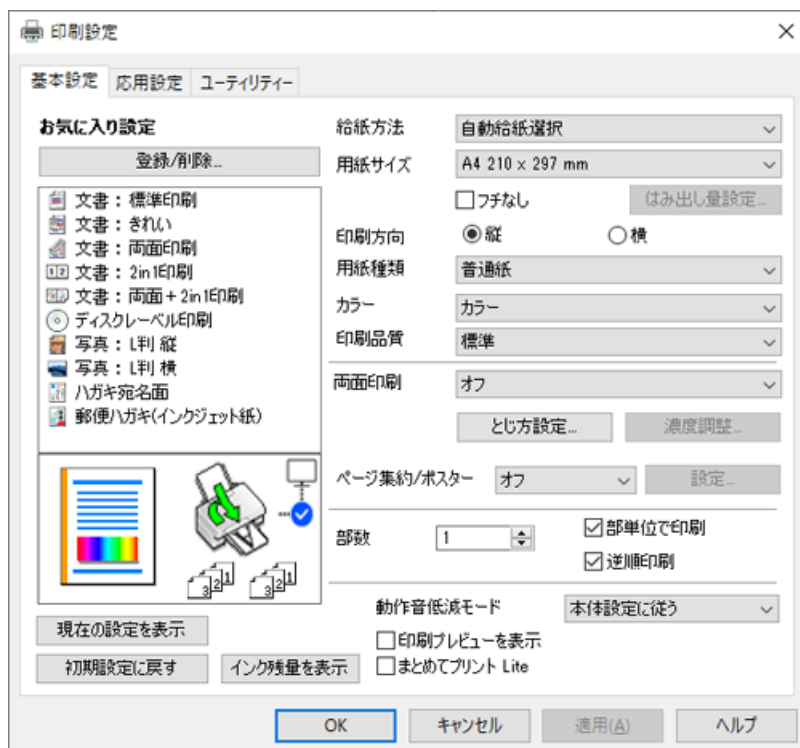 印刷設定
基本設定 応用設定 ユーティリティー
お気に入り設定
登録/削除...
文書：標準印刷
文書：きれい
文書：両面印刷
文書：2in1印刷
文書：両面＋2in1印刷
ディスクレーベル印刷
写真：L判 縦
写真：L判 横
ハガキ宛名面
郵便ハガキ(インクジェット紙)
3 2 1 3 2 1
現在の設定を表示
初期設定に戻す インク残量を表示
給紙方法 自動給紙選択
用紙サイズ A4 210 x 297 mm
フチなし はみ出し量設定...
印刷方向 縦 横
用紙種類 普通紙
カラー カラー
印刷品質 標準
両面印刷 オフ
とじ方設定... 濃度調整...
ページ集約/ポスター オフ 設定...
部数 1 部単位で印刷
逆順印刷
動作音低減モード 本体設定に従う
印刷プレビューを表示
まとめてプリント Lite
OK キャンセル 適用(A) ヘルプ